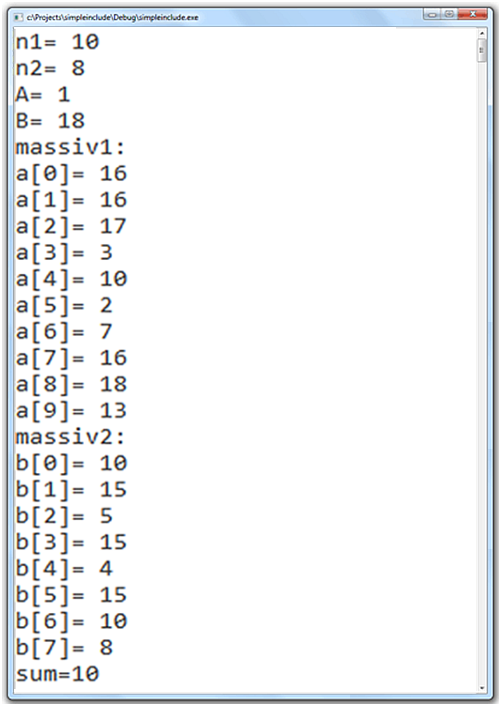 c:\Projects\simpleinclude\Debug\simpleinclude.exe
n1= 10
n2= 8
A= 1
B= 18
massiv1:
a[0]= 16
a[1]= 16
a[2]= 17
a[3]= 3
a[4]= 10
a[5]= 2
a[6]= 7
a[7]= 16
a[8]= 18
a[9]= 13
massiv2:
b[0]= 10
b[1]= 15
b[2]= 5
b[3]= 15
b[4]= 4
b[5]= 15
b[6]= 10
b[7]= 8
sum=10